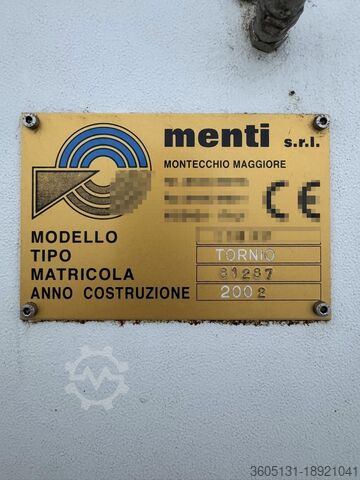 menti s.r.l.
MONTECCHIO MAGGIORE
CE
MODELLO
TIPO TORNIO
MATRICOLA 81287
ANNO COSTRUZIONE 2002
3605131-18921041